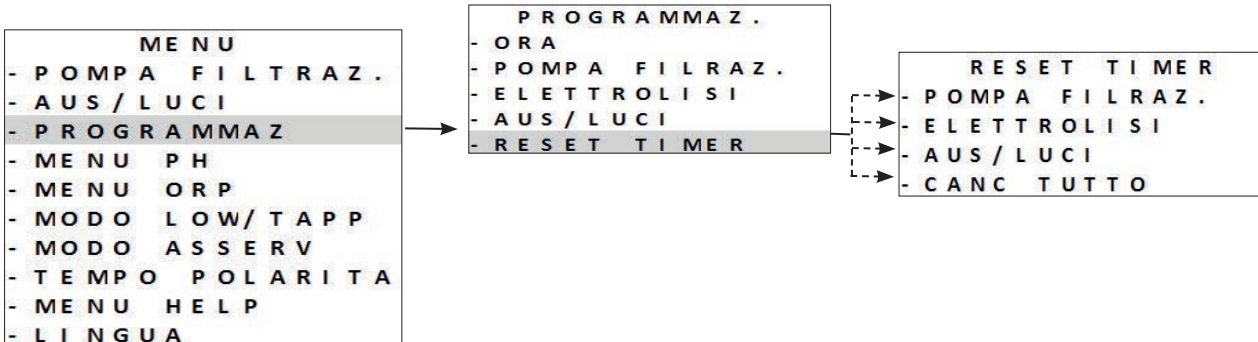 MENU
- POMPA FILTRAZ.
- AUS/LUCI
- PROGRAMMAZ
- MENU PH
- MENU ORP
- MODO LOW/TAPP
- MODO ASSERV
- TEMPO POLARITA
- MENU HELP
- LINGUA
PROGRAMMAZ.
- ORA
- POMPA FILRAZ.
- ELETTROLISI
- AUS/LUCI
- RESET TIMER
RESET TIMER
- POMPA FILRAZ.
- ELETTROLISI
- AUS/LUCI
- CANC TUTTO